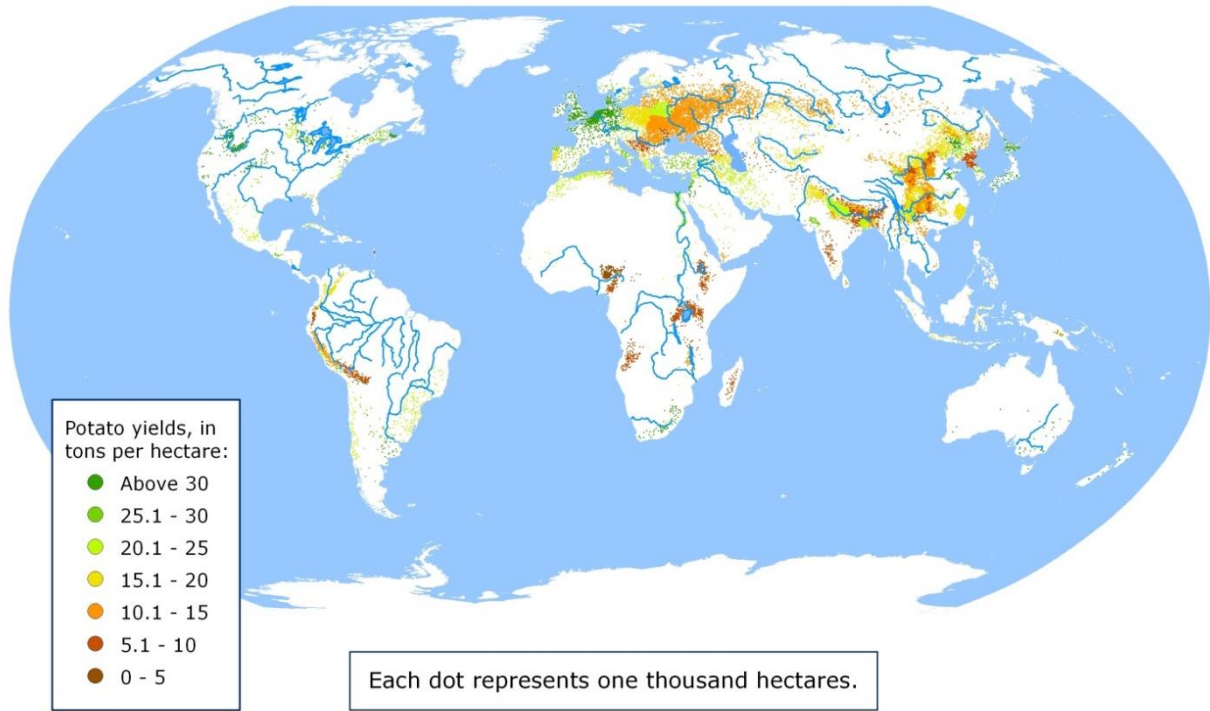 Potato yields, in
tons per hectare:
Above 30
25.1 - 30
20.1 - 25
15.1 - 20
10.1 - 15
5.1 - 10
0 - 5
Each dot represents one thousand hectares.